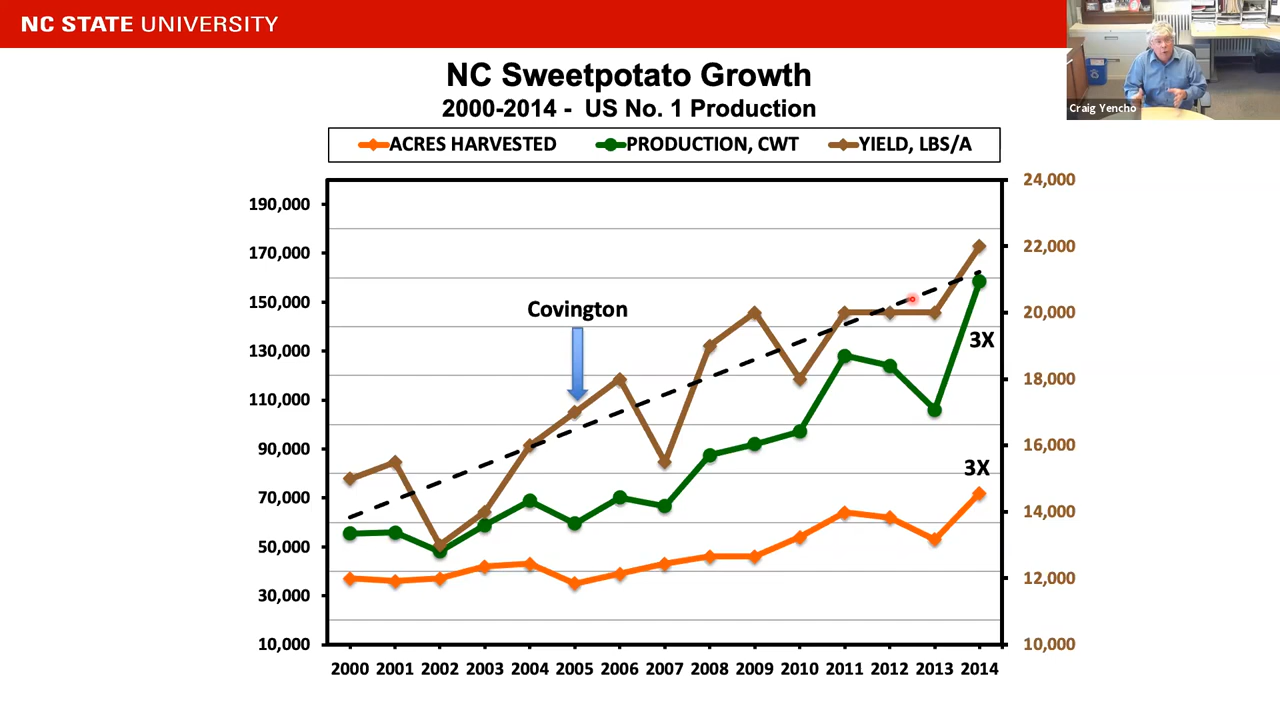 NC STATE UNIVERSITY
Craig Yencho
NC Sweetpotato Growth
2000-2014 - US No. 1 Production
ACRES HARVESTED PRODUCTION, CWT YIELD, LBS/A
190,000
170,000
150,000
130,000
110,000
90,000
70,000
50,000
30,000
10,000
Covington
3X
3X
24,000
22,000
20,000
18,000
16,000
14,000
12,000
10,000
2000 2001 2002 2003 2004 2005 2006 2007 2008 2009 2010 2011 2012 2013 2014